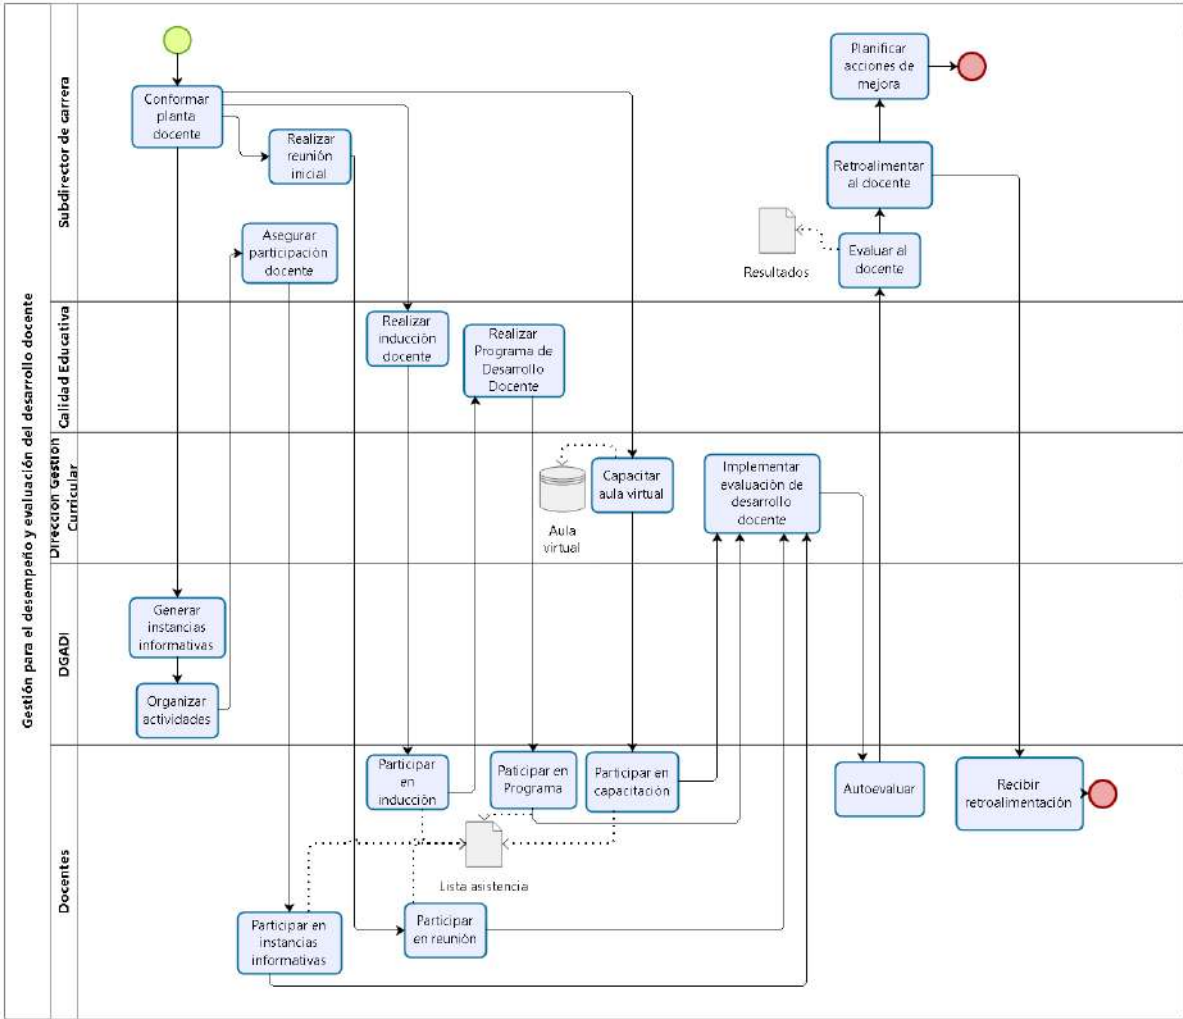 Gestión para el desempeño y evaluación del desarrollo docente
Subdirector de carrera
Conformar
planta
docente
Realizar
reunión
inicial
Asegurar
participación
docente
Planificar
acciones de
mejora
Retroalimentar
al docente
Evaluar al
docente
Resultados
Calidad Educativa
Realizar
inducción
docente
Realizar
Programa de
Desarrollo
Docente
Dirección Gestión
Curricular
Aula
virtual
Capacitar
aula virtual
Implementar
evaluación de
desarrollo
docente
DGADI
Generar
instancias
informativas
Organizar
actividades
Docentes
Participar
en
inducción
Paticipar en
Programa
Participar en
capacitación
Autoevaluar
Recibir
retroalimentación
Lista asistencia
Participar en
instancias
informativas
Participar
en reunión